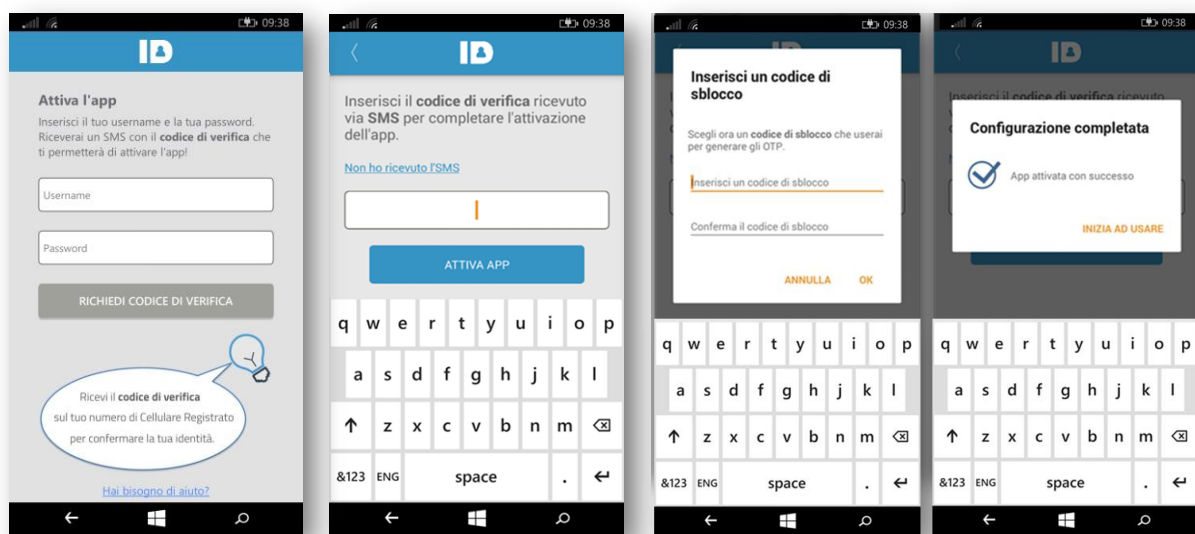 09:38
ID
Attiva l'app
Inserisci il tuo username e la tua password.
Riceverai un SMS con il codice di verifica che
ti permetterà di attivare l'app!
Username
Password
RICHIEDI CODICE DI VERIFICA
Ricevi il codice di verifica
sul tuo numero di Cellulare Registrato
per confermare la tua identità.
Hai bisogno di aiuto?
09:38
ID
Inserisci il codice di verifica ricevuto
via SMS per completare l'attivazione
dell'app.
Non ho ricevuto l'SMS
ATTIVA APP
q w e r t y u i o p
a s d f g h j k l
z x c v b n m
&123 ENG space .
09:38
Inserisci un codice di
sblocco
Scegli ora un codice di sblocco che userai
per generare gli OTP.
Inserisci un codice di sblocco
Conferma il codice di sblocco
ANNULLA OK
q w e r t y u i o p
a s d f g h j k l
z x c v b n m
&123 ENG space .
09:38
ID
Inserisci il codice di verifica ricevuto
Configurazione completata
App attivata con successo
INIZIA AD USARE
q w e r t y u i o p
a s d f g h j k l
z x c v b n m
&123 ENG space .